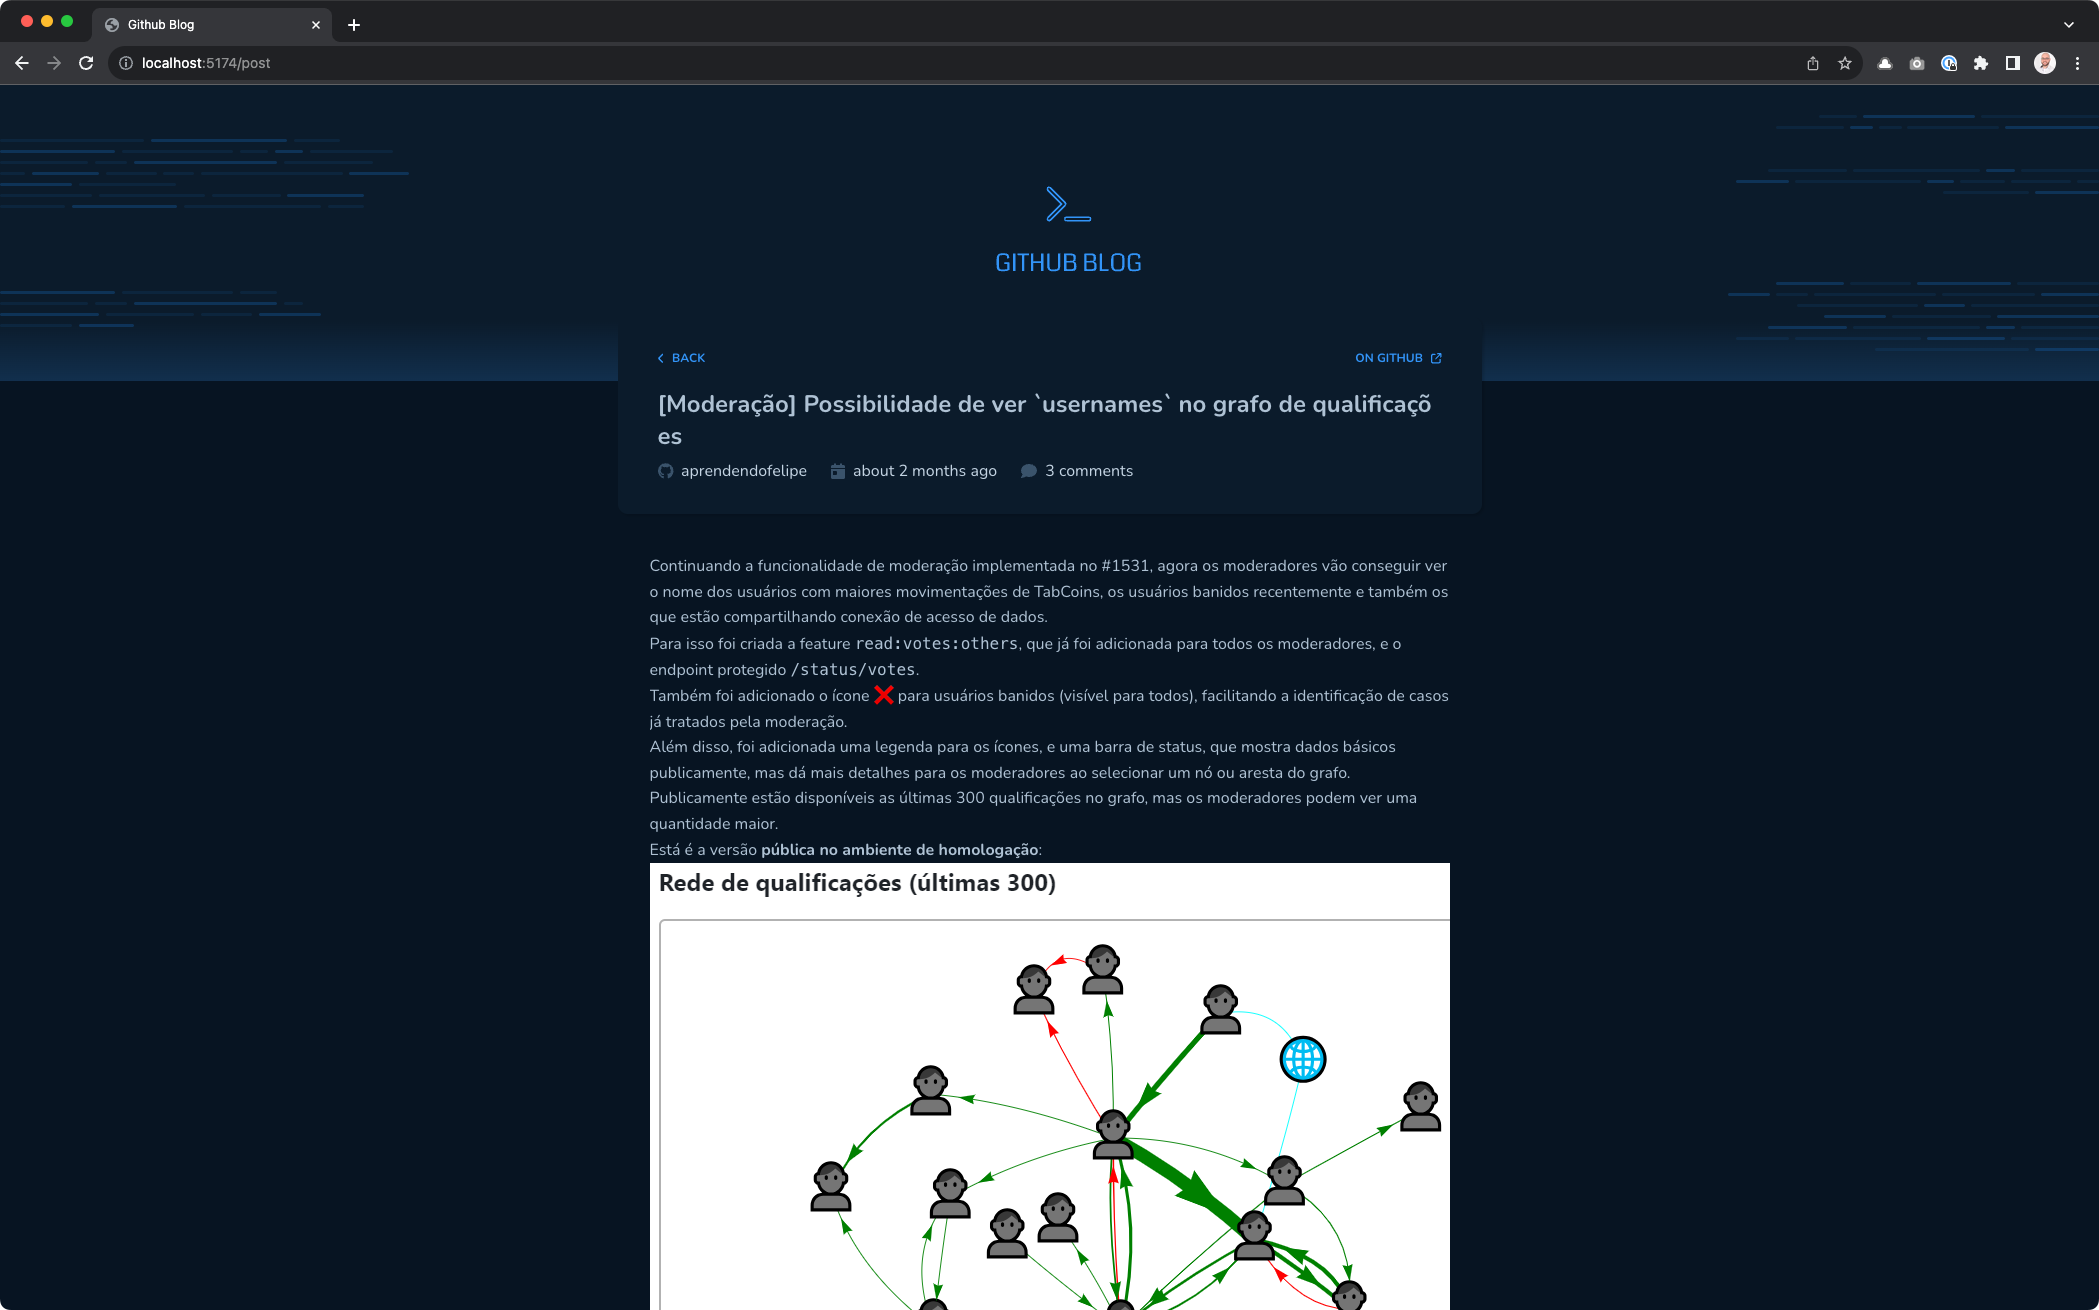 Github Blog
localhost:5174/post
GITHUB BLOG
BACK
ON GITHUB
[Moderação] Possibilidade de ver `usernames` no grafo de qualificaçõ
es
aprendendofelipe
about 2 months ago
3 comments
Continuando a funcionalidade de moderação implementada no #1531, agora os moderadores vão conseguir ver
o nome dos usuários com maiores movimentações de TabCoins, os usuários banidos recentemente e também os
que estão compartilhando conexão de acesso de dados.
Para isso foi criada a feature read:votes:others, que já foi adicionada para todos os moderadores, e o
endpoint protegido /status/votes.
Também foi adicionado o ícone ❌ para usuários banidos (visível para todos), facilitando a identificação de casos
já tratados pela moderação.
Além disso, foi adicionada uma legenda para os ícones, e uma barra de status, que mostra dados básicos
publicamente, mas dá mais detalhes para os moderadores ao selecionar um nó ou aresta do grafo.
Publicamente estão disponíveis as últimas 300 qualificações no grafo, mas os moderadores podem ver uma
quantidade maior.
Está é a versão pública no ambiente de homologação:
Rede de qualificações (últimas 300)